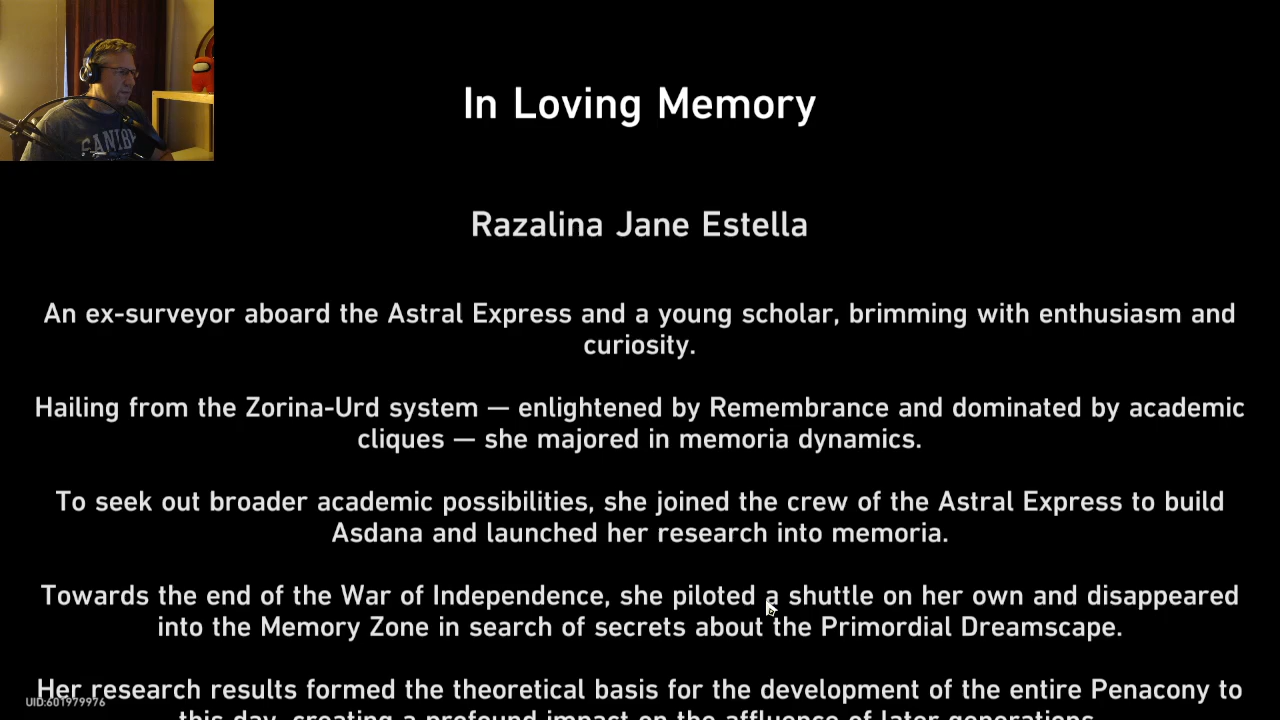 In Loving Memory
Razalina Jane Estella
An ex-surveyor aboard the Astral Express and a young scholar, brimming with enthusiasm and
curiosity.
Hailing from the Zorina-Urd system — enlightened by Remembrance and dominated by academic
cliques — she majored in memoria dynamics.
To seek out broader academic possibilities, she joined the crew of the Astral Express to build
Asdana and launched her research into memoria.
Towards the end of the War of Independence, she piloted a shuttle on her own and disappeared
into the Memory Zone in search of secrets about the Primordial Dreamscape.
Her research results formed the theoretical basis for the development of the entire Penacony to
this day, creating a profound impact on the affluence of later generations.
UID:601979976